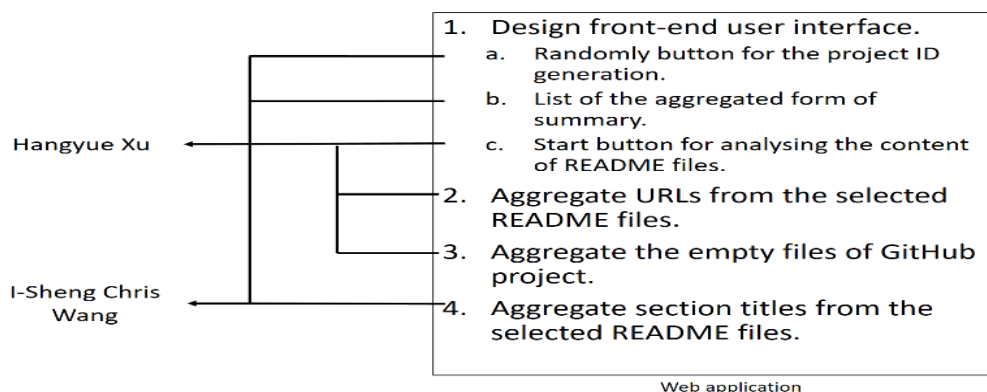 1. Design front-end user interface.
a. Randomly button for the project ID
generation.
b. List of the aggregated form of
summary.
c. Start button for analysing the content
of README files.
2. Aggregate URLs from the selected
README files.
3. Aggregate the empty files of GitHub
project.
4. Aggregate section titles from the
selected README files.
Hangyue Xu
I-Sheng Chris
Wang
Web application